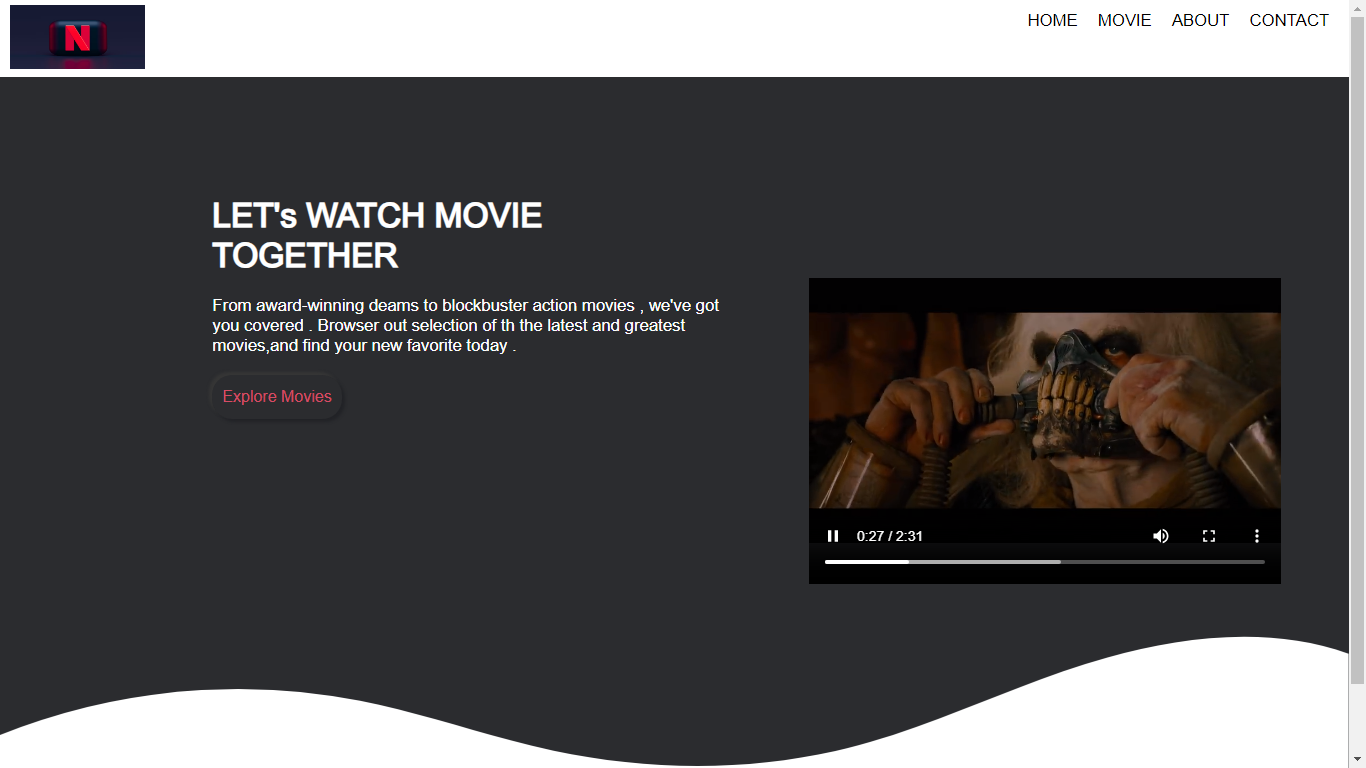 N
HOME MOVIE ABOUT CONTACT
LET's WATCH MOVIE
TOGETHER
From award-winning deams to blockbuster action movies , we've got
you covered . Browser out selection of th the latest and greatest
movies,and find your new favorite today .
Explore Movies
0:27 / 2:31